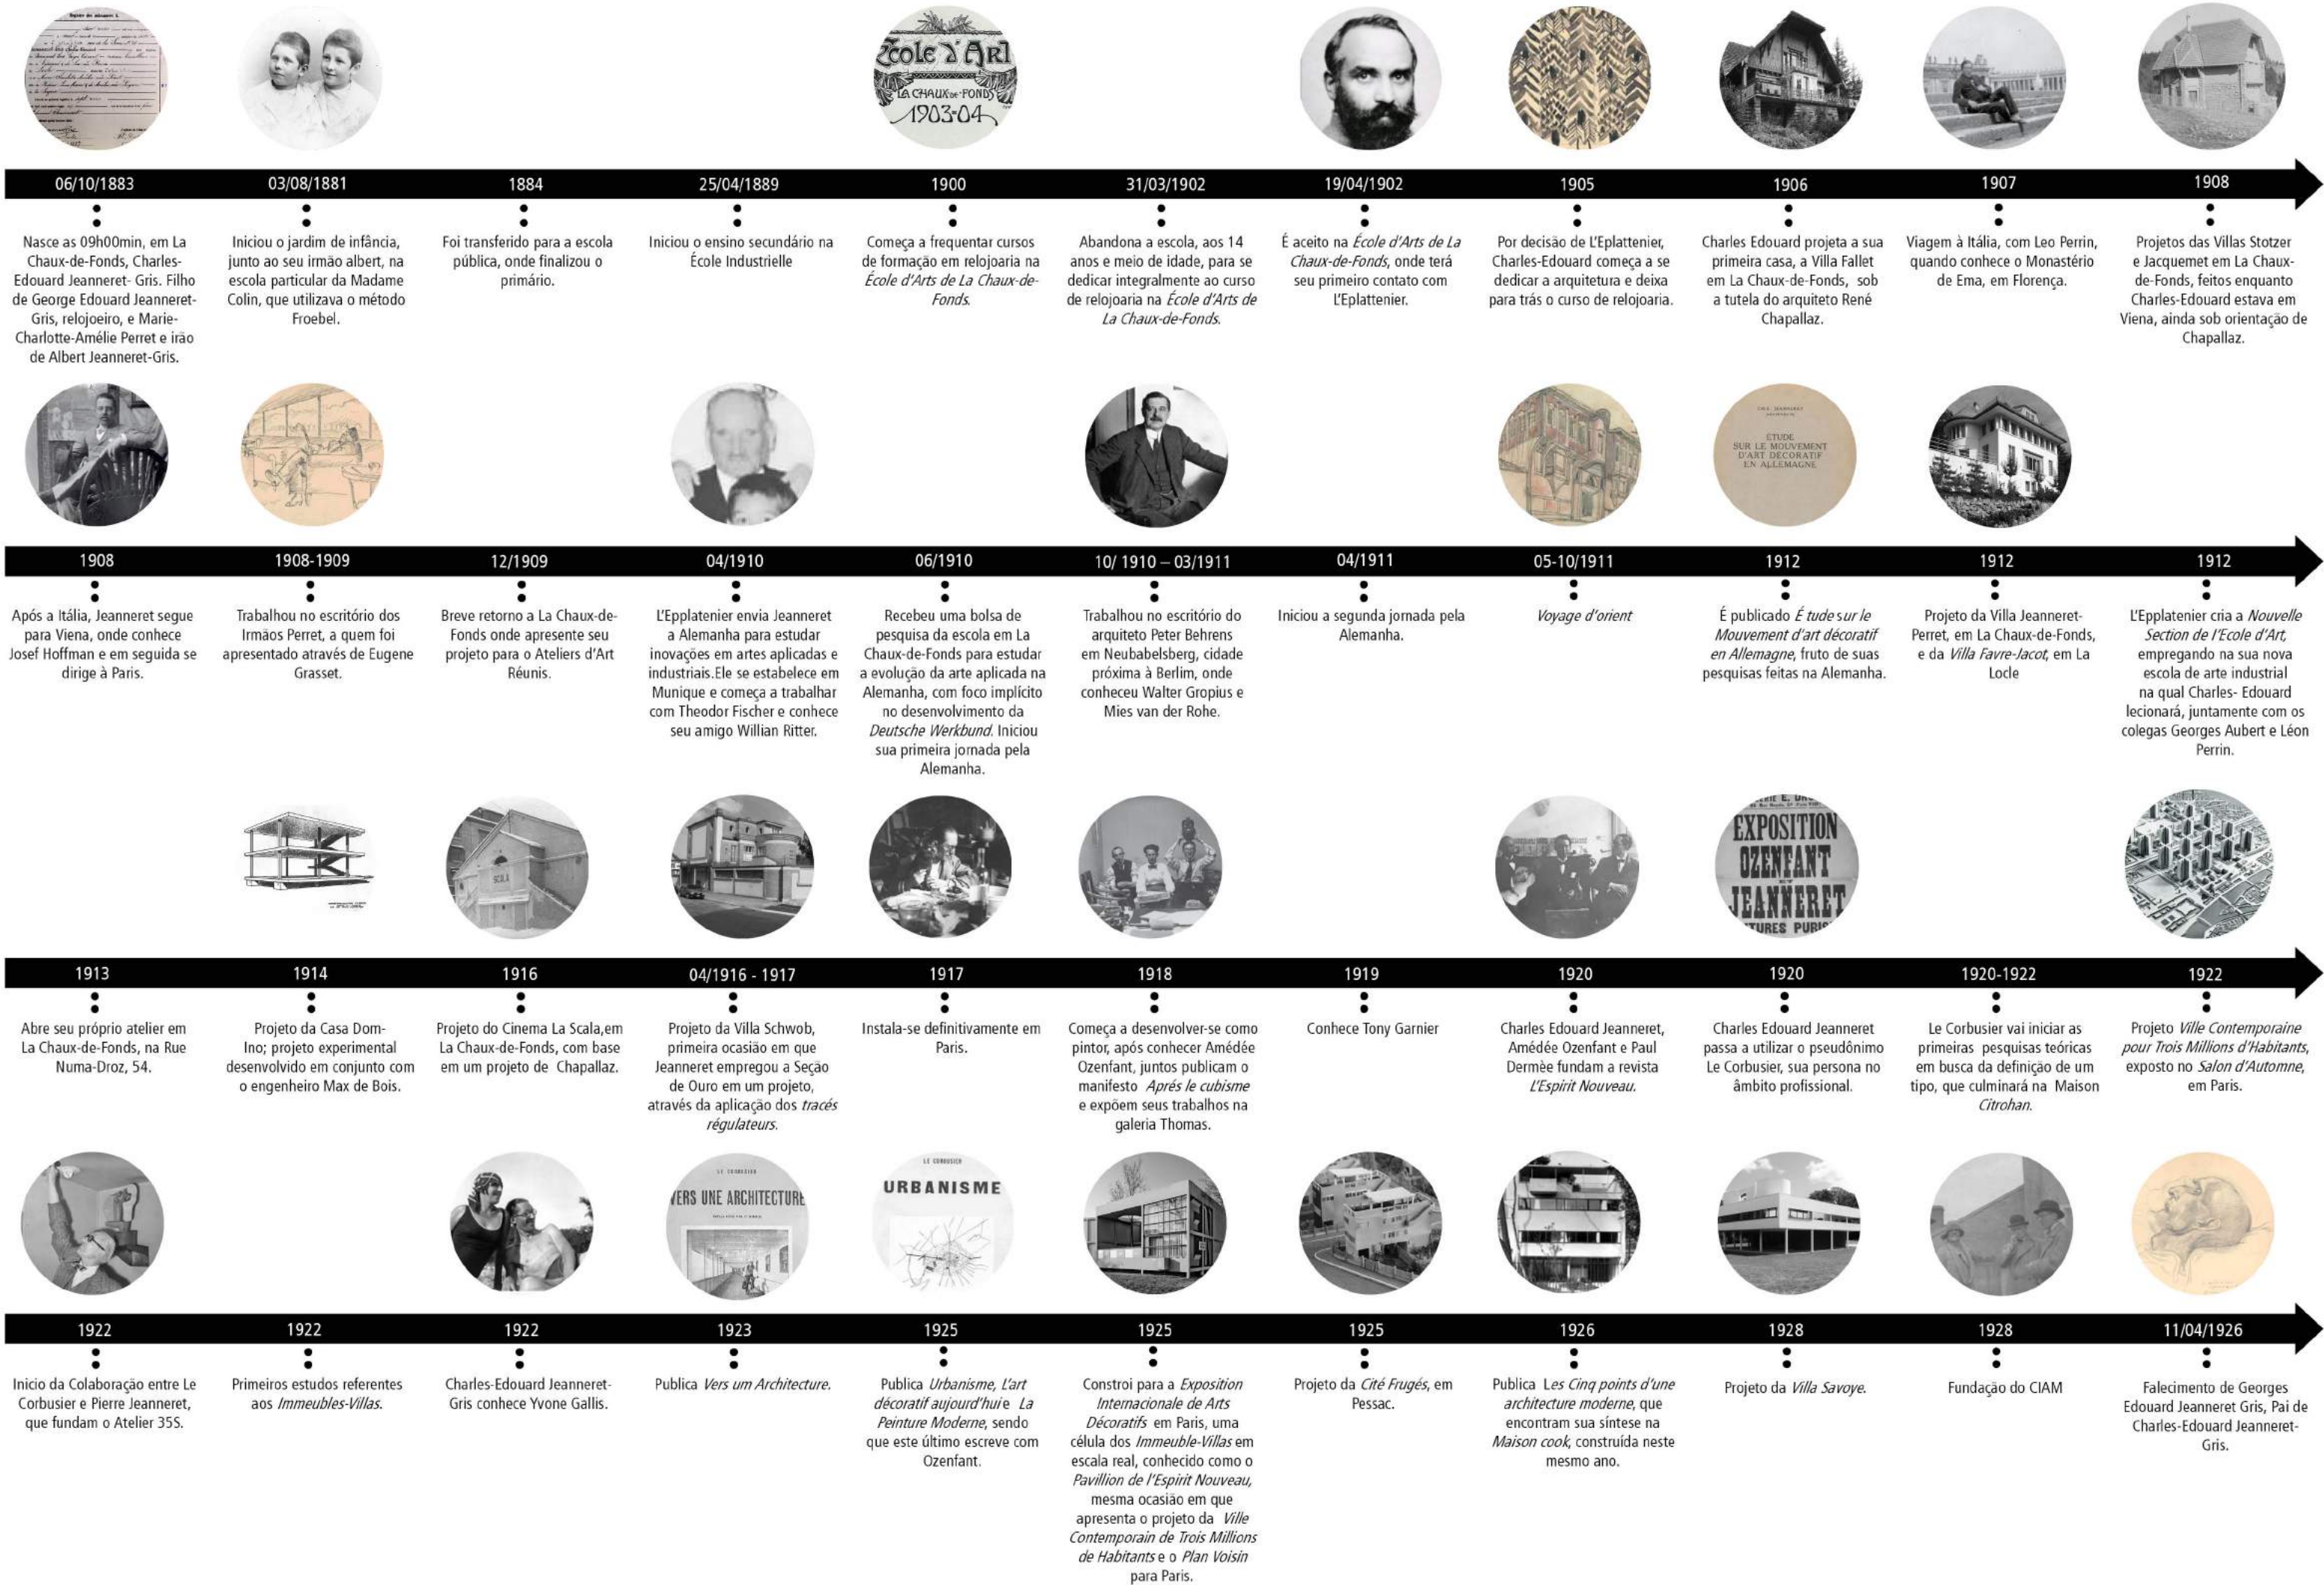 École d'Art
LA CHAUX-DE-FONDS
1903-04
06/10/1883
03/08/1881
1884
25/04/1889
1900
31/03/1902
19/04/1902
1905
1906
1907
1908
Nasce as 09h00min, em La
Chaux-de-Fonds, Charles-
Edouard Jeanneret- Gris. Filho
de George Edouard Jeanneret-
Gris, relojoeiro, e Marie-
Charlotte-Amélie Perret e irão
de Albert Jeanneret-Gris.
Iniciou o jardim de infância,
junto ao seu irmão albert, na
escola particular da Madame
Colin, que utilizava o método
Froebel.
Foi transferido para a escola
pública, onde finalizou o
primário.
Iniciou o ensino secundário na
École Industrielle
Começa a frequentar cursos
de formação em relojoaria na
École d'Arts de La Chaux-de-
Fonds.
Abandona a escola, aos 14
anos e meio de idade, para se
dedicar integralmente ao curso
de relojoaria na École d'Arts de
La Chaux-de-Fonds.
É aceito na École d'Arts de La
Chaux-de-Fonds, onde terá
seu primeiro contato com
L'Eplattenier.
Por decisão de L'Eplattenier,
Charles-Edouard começa a se
dedicar a arquitetura e deixa
para trás o curso de relojoaria.
Charles Edouard projeta a sua
primeira casa, a Villa Fallet
em La Chaux-de-Fonds, sob
a tutela do arquiteto René
Chapallaz.
Viagem à Itália, com Leo Perrin,
quando conhece o Monastério
de Ema, em Florença.
Projetos das Villas Stotzer
e Jacquemet em La Chaux-
de-Fonds, feitos enquanto
Charles-Edouard estava em
Viena, ainda sob orientação de
Chapallaz.
ÉTUDE
SUR LE MOUVEMENT
D'ART DÉCORATIF
EN ALLEMAGNE
1908
1908-1909
12/1909
04/1910
06/1910
10/ 1910 – 03/1911
04/1911
05-10/1911
1912
1912
1912
Após a Itália, Jeanneret segue
para Viena, onde conhece
Josef Hoffman e em seguida se
dirige à Paris.
Trabalhou no escritório dos
Irmãos Perret, a quem foi
apresentado através de Eugene
Grasset.
Breve retorno a La Chaux-de-
Fonds onde apresente seu
projeto para o Ateliers d'Art
Réunis.
L'Epplatenier envia Jeanneret
a Alemanha para estudar
inovações em artes aplicadas e
industriais.Ele se estabelece em
Munique e começa a trabalhar
com Theodor Fischer e conhece
seu amigo Willian Ritter.
Recebeu uma bolsa de
pesquisa da escola em La
Chaux-de-Fonds para estudar
a evolução da arte aplicada na
Alemanha, com foco implícito
no desenvolvimento da
Deutsche Werkbund. Iniciou
sua primeira jornada pela
Alemanha.
Trabalhou no escritório do
arquiteto Peter Behrens
em Neubabelsberg, cidade
próxima à Berlim, onde
conheceu Walter Gropius e
Mies van der Rohe.
Iniciou a segunda jornada pela
Alemanha.
Voyage d'orient
É publicado É tude sur le
Mouvement d'art décoratif
en Allemagne, fruto de suas
pesquisas feitas na Alemanha.
Projeto da Villa Jeanneret-
Perret, em La Chaux-de-Fonds,
e da Villa Favre-Jacot, em La
Locle
L'Epplatenier cria a Nouvelle
Section de l'Ecole d'Art,
empregando na sua nova
escola de arte industrial
na qual Charles- Edouard
lecionará, juntamente com os
colegas Georges Aubert e Léon
Perrin.
SCALA
EXPOSITION
OZENFANT
ET
JEANNERET
1913
1914
1916
04/1916 - 1917
1917
1918
1919
1920
1920
1920-1922
1922
Abre seu próprio atelier em
La Chaux-de-Fonds, na Rue
Numa-Droz, 54.
Projeto da Casa Dom-
Ino; projeto experimental
desenvolvido em conjunto com
o engenheiro Max de Bois.
Projeto do Cinema La Scala,em
La Chaux-de-Fonds, com base
em um projeto de Chapallaz.
Projeto da Villa Schwob,
primeira ocasião em que
Jeanneret empregou a Seção
de Ouro em um projeto,
através da aplicação dos tracés
régulateurs.
Instala-se definitivamente em
Paris.
Começa a desenvolver-se como
pintor, após conhecer Amédée
Ozenfant, juntos publicam o
manifesto Aprés le cubisme
e expõem seus trabalhos na
galeria Thomas.
Conhece Tony Garnier
Charles Edouard Jeanneret,
Amédée Ozenfant e Paul
Dermèe fundam a revista
L'Espirit Nouveau.
Charles Edouard Jeanneret
passa a utilizar o pseudônimo
Le Corbusier, sua persona no
âmbito profissional.
Le Corbusier vai iniciar as
primeiras pesquisas teóricas
em busca da definição de um
tipo, que culminará na Maison
Citrohan.
Projeto Ville Contemporaine
pour Trois Millions d'Habitants,
exposto no Salon d'Automne,
em Paris.
LE CORBUSIER
VERS UNE ARCHITECTURE
LE CORBUSIER
URBANISME
1922
1922
1922
1923
1925
1925
1925
1926
1928
1928
11/04/1926
Inicio da Colaboração entre Le
Corbusier e Pierre Jeanneret,
que fundam o Atelier 35S.
Primeiros estudos referentes
aos Immeubles-Villas.
Charles-Edouard Jeanneret-
Gris conhece Yvone Gallis.
Publica Vers um Architecture.
Publica Urbanisme, L'art
décoratif aujourd'hui e La
Peinture Moderne, sendo
que este último escreve com
Ozenfant.
Constroi para a Exposition
Internacionale de Arts
Décoratifs em Paris, uma
célula dos Immeuble-Villas em
escala real, conhecido como o
Pavillion de l'Espirit Nouveau,
mesma ocasião em que
apresenta o projeto da Ville
Contemporain de Trois Millions
de Habitants e o Plan Voisin
para Paris.
Projeto da Cité Frugés, em
Pessac.
Publica Les Cinq points d'une
architecture moderne, que
encontram sua síntese na
Maison cook, construída neste
mesmo ano.
Projeto da Villa Savoye.
Fundação do CIAM
Falecimento de Georges
Edouard Jeanneret Gris, Pai de
Charles-Edouard Jeanneret-
Gris.